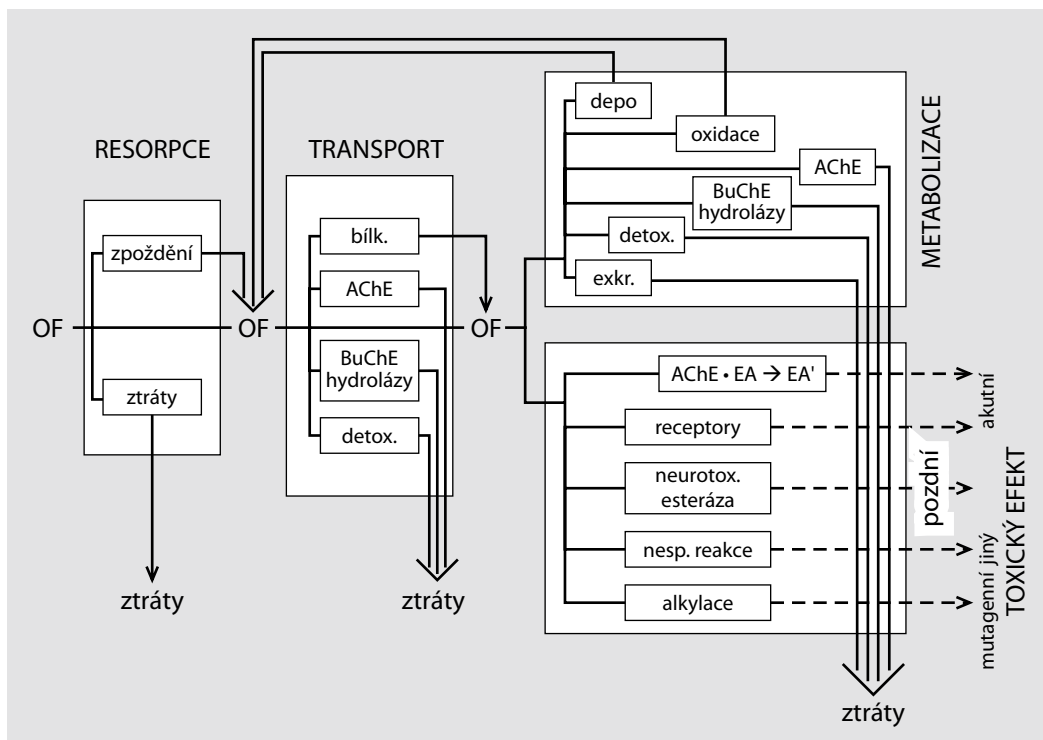 RESORPCE
TRANSPORT
METABOLIZACE
depo
oxidace
AChE
BuChE
hydrolázy
detox.
exkr.
zpoždění
bílk.
AChE
OF
OF
OF
BuChE
hydrolázy
ztráty
detox.
AChE • EA → EA'
receptory
neurotox.
esteráza
nesp. reakce
alkylace
akutní
pozdní
mutagenní jiný
TOXICKÝ EFEKT
ztráty
ztráty
ztráty